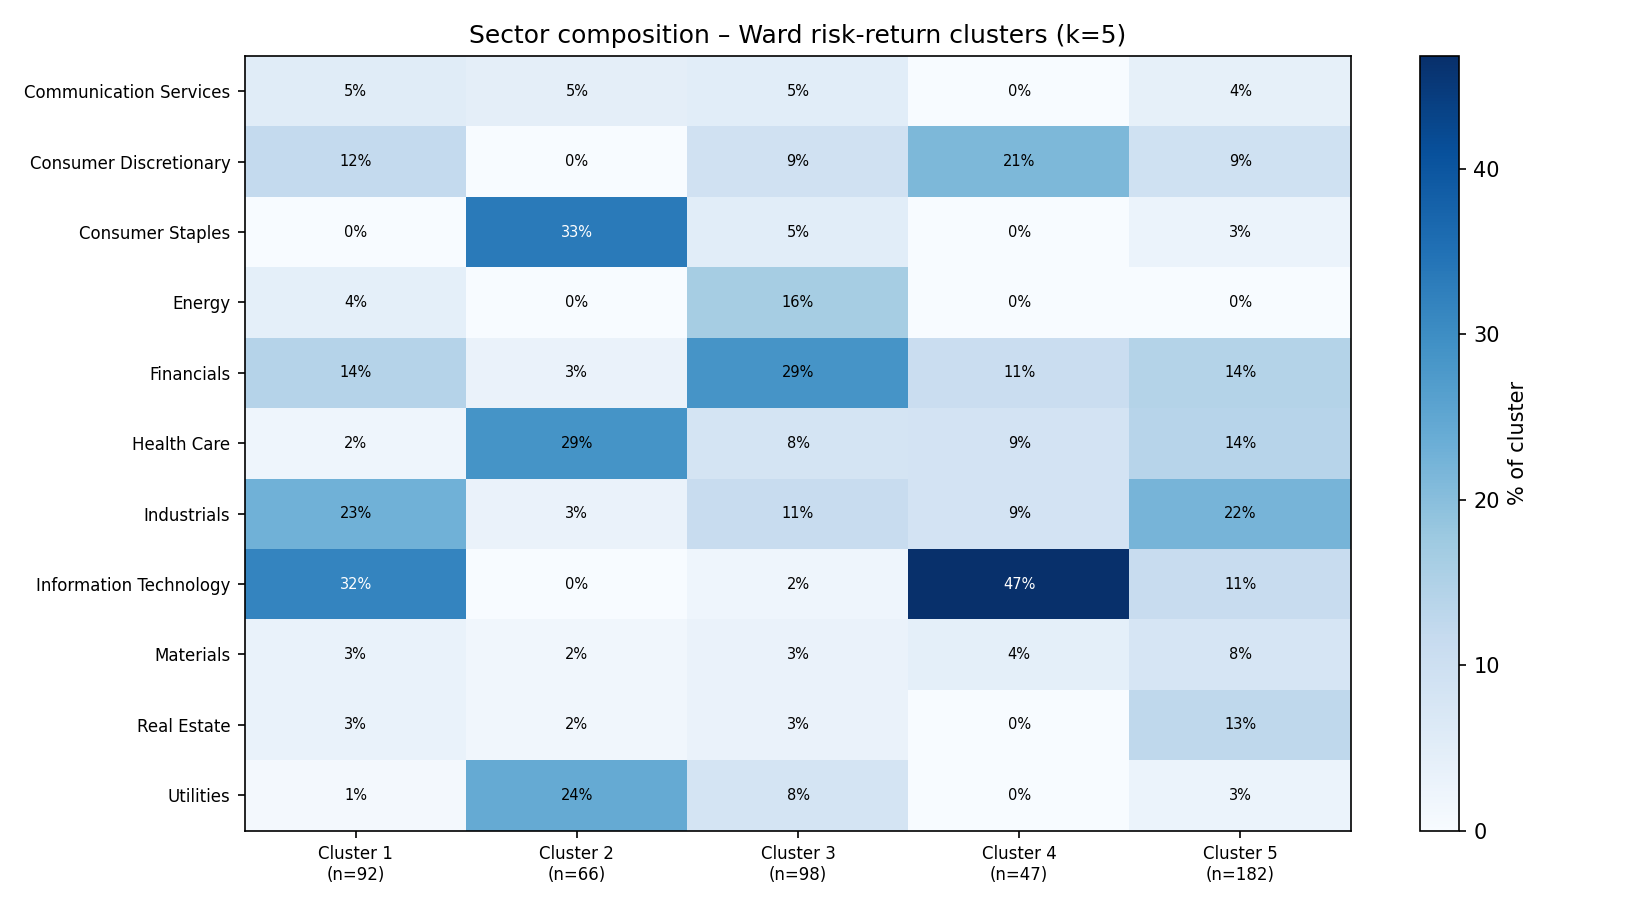 Sector composition – Ward risk-return clusters (k=5)
Communication Services 5% 5% 5% 0% 4%
Consumer Discretionary 12% 0% 9% 21% 9%
Consumer Staples 0% 33% 5% 0% 3%
Energy 4% 0% 16% 0% 0%
Financials 14% 3% 29% 11% 14%
Health Care 2% 29% 8% 9% 14%
Industrials 23% 3% 11% 9% 22%
Information Technology 32% 0% 2% 47% 11%
Materials 3% 2% 3% 4% 8%
Real Estate 3% 2% 3% 0% 13%
Utilities 1% 24% 8% 0% 3%
Cluster 1 Cluster 2 Cluster 3 Cluster 4 Cluster 5
(n=92) (n=66) (n=98) (n=47) (n=182)
40
30
20
10
0
% of cluster